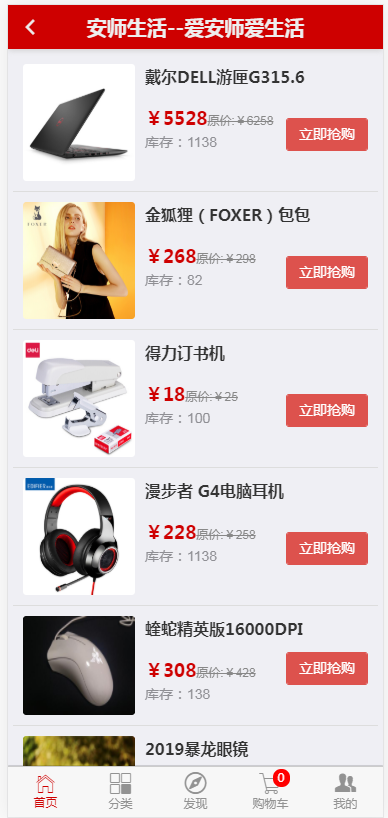 安师生活--爱安师爱生活
戴尔DELL游匣G315.6
￥5528原价:￥6258
库存：1138
立即抢购
FOXER
金狐狸（FOXER）包包
￥268原价:￥298
库存：82
立即抢购
deli
得力订书机
￥18原价:￥25
库存：100
立即抢购
EDIFIER
漫步者 G4电脑耳机
￥228原价:￥258
库存：1138
立即抢购
蝰蛇精英版16000DPI
￥308原价:￥428
库存：138
立即抢购
2019暴龙眼镜
首页
分类
发现
0
购物车
我的